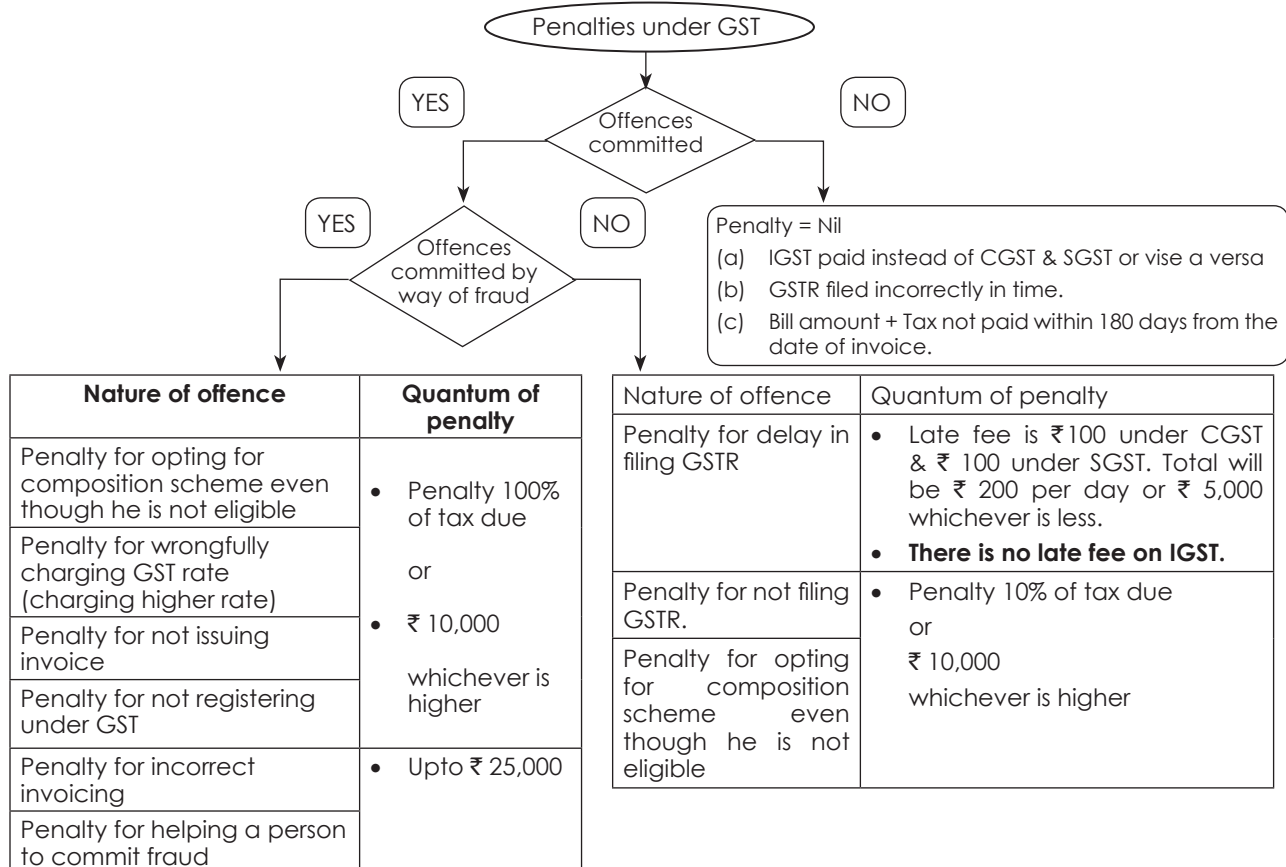 Penalties under GST
YES
NO
Offences
committed
YES
NO
Offences
committed by
way of fraud
Penalty = Nil
(a) IGST paid instead of CGST & SGST or vise a versa
(b) GSTR filed incorrectly in time.
(c) Bill amount + Tax not paid within 180 days from the
date of invoice.
Nature of offence
Quantum of
penalty
Penalty for opting for
composition scheme even
though he is not eligible
Penalty for wrongfully
charging GST rate
(charging higher rate)
Penalty for not issuing
invoice
Penalty for not registering
under GST
• Penalty 100%
of tax due
or
• ₹ 10,000
whichever is
higher
Penalty for incorrect
invoicing
Penalty for helping a person
to commit fraud
• Upto ₹ 25,000
Nature of offence
Quantum of penalty
Penalty for delay in
filing GSTR
• Late fee is ₹100 under CGST
& ₹ 100 under SGST. Total will
be ₹ 200 per day or ₹ 5,000
whichever is less.
• There is no late fee on IGST.
Penalty for not filing
GSTR.
Penalty for opting
for composition
scheme even
though he is not
eligible
• Penalty 10% of tax due
or
₹ 10,000
whichever is higher